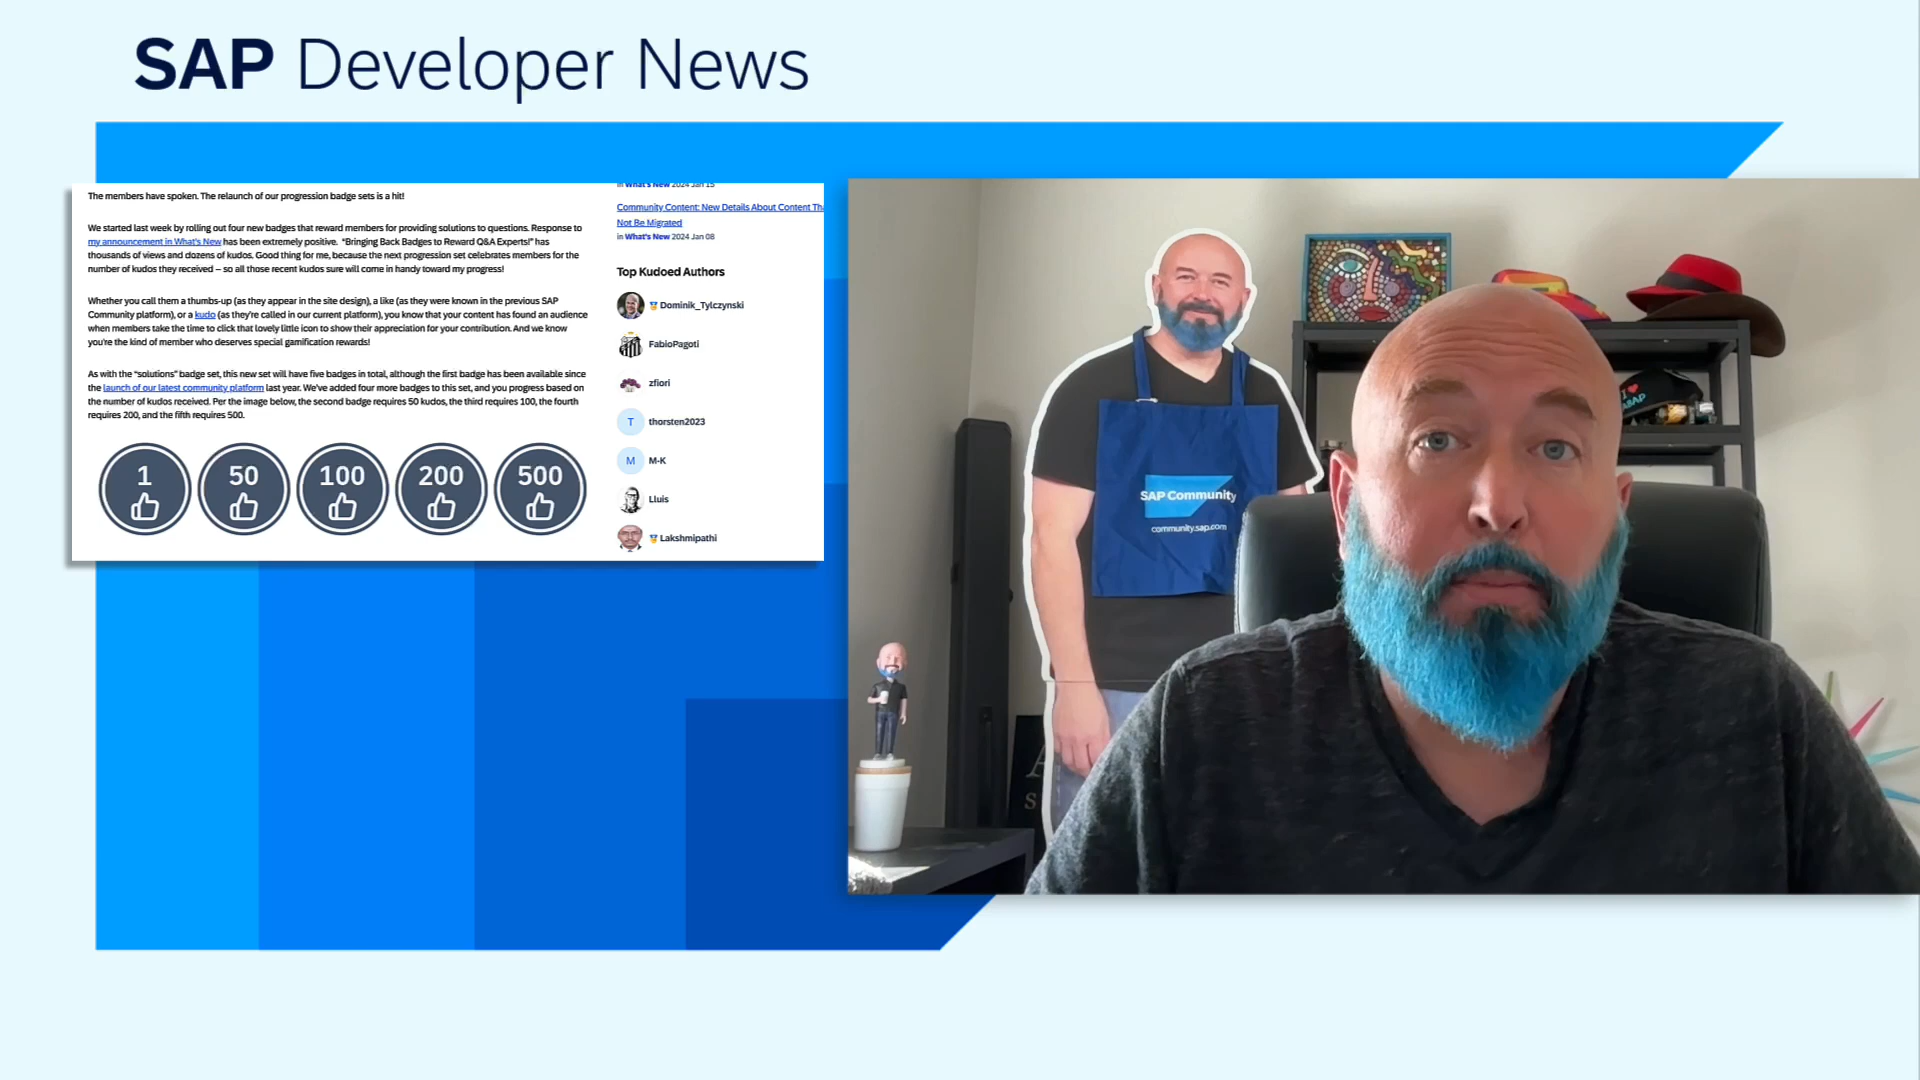 SAP Developer News
The members have spoken. The relaunch of our progression badge sets is a hit!
We started last week by rolling out four new badges that reward members for providing solutions to questions. Response to
my announcement in What's New has been extremely positive. "Bringing Back Badges to Reward Q&A Experts!" has
thousands of views and dozens of kudos. Good thing for me, because the next progression set celebrates members for the
number of kudos they received – so all those recent kudos sure will come in handy toward my progress!
Whether you call them a thumbs-up (as they appear in the site design), a like (as they were known in the previous SAP
Community platform), or a kudo (as they're called in our current platform), you know that your content has found an audience
when members take the time to click that lovely little icon to show their appreciation for your contribution. And we know
you're the kind of member who deserves special gamification rewards!
As with the "solutions" badge set, this new set will have five badges in total, although the first badge has been available since
the launch of our latest community platform last year. We've added four more badges to this set, and you progress based on
the number of kudos received. Per the image below, the second badge requires 50 kudos, the third requires 100, the fourth
requires 200, and the fifth requires 500.
1
50
100
200
500
in What's New 2024 Jan 15
Community Content: New Details About Content
Not Be Migrated
in What's New 2024 Jan 08
Top Kudoed Authors
Dominik_Tylczynski
FabioPagoti
zfiori
T thorsten2023
M M-K
Lluis
Lakshmipathi
SAP Community
community.sap.com